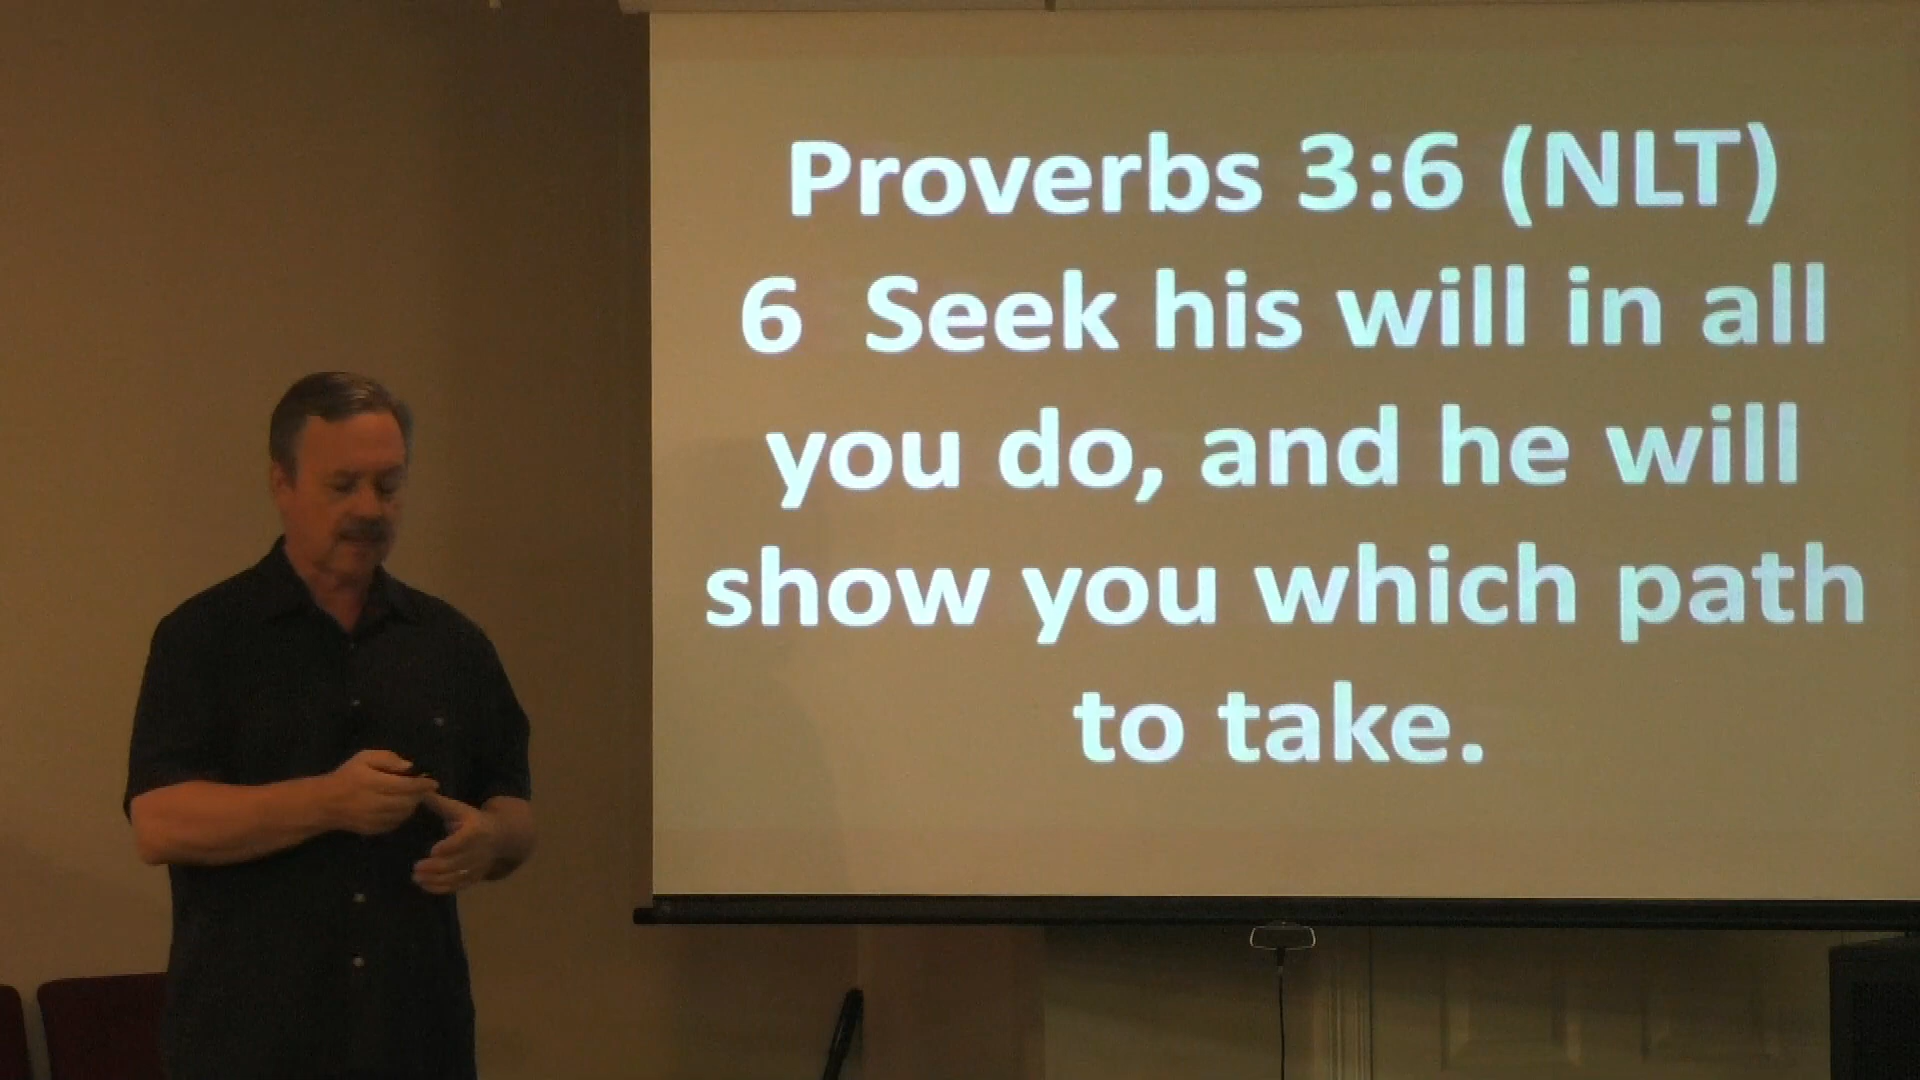 Proverbs 3:6 (NLT)
6 Seek his will in all
you do, and he will
show you which path
to take.